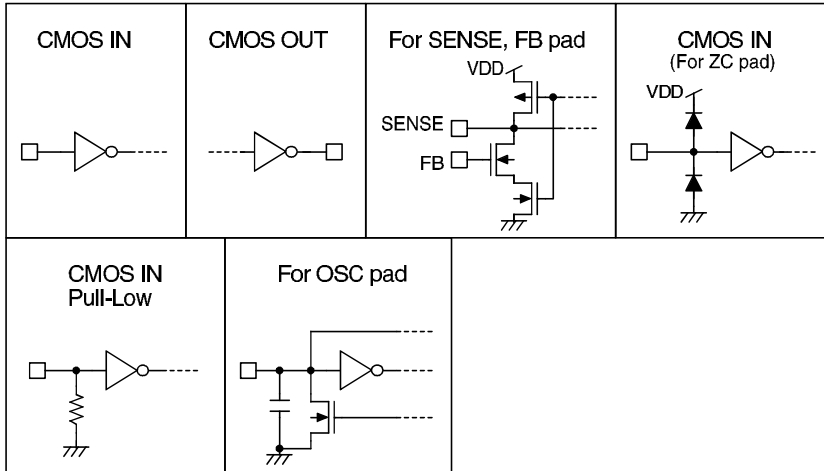 CMOS IN
CMOS OUT
For SENSE, FB pad
VDD
SENSE
FB
CMOS IN
(For ZC pad)
VDD
CMOS IN
Pull-Low
For OSC pad